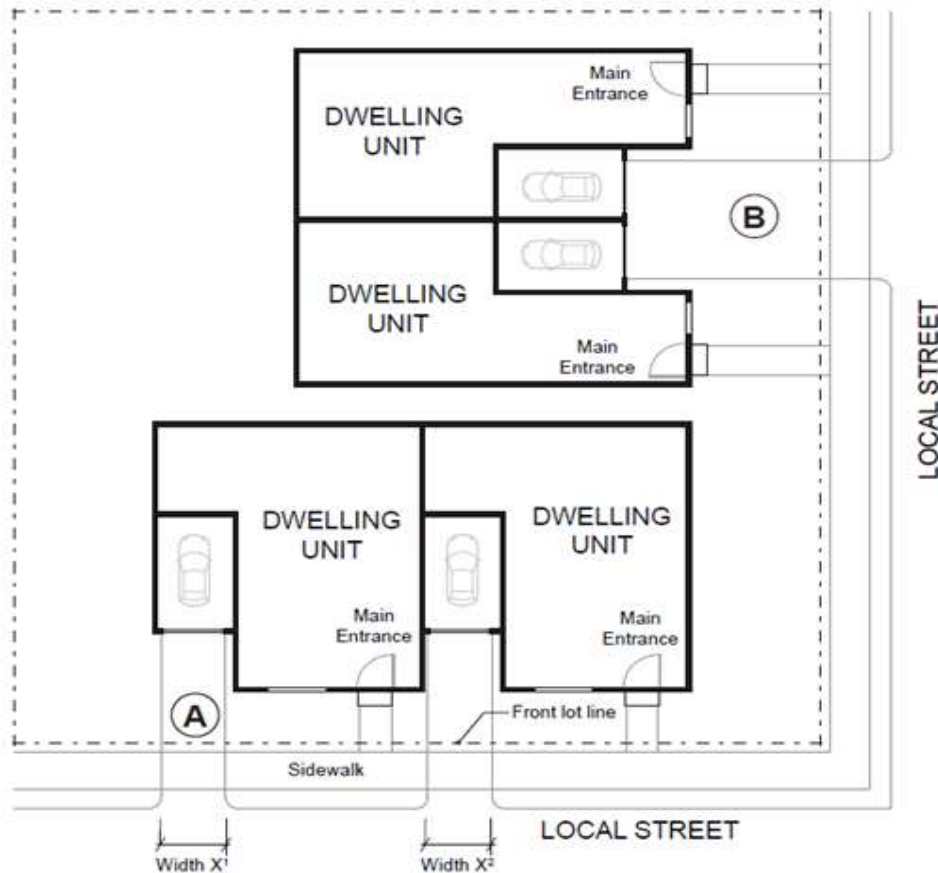 Main
Entrance
DWELLING
UNIT
B
DWELLING
UNIT
Main
Entrance
LOCAL STREET
DWELLING
UNIT
DWELLING
UNIT
Main
Entrance
Main
Entrance
A
Front lot line
Sidewalk
LOCAL STREET
Width X¹
Width X²